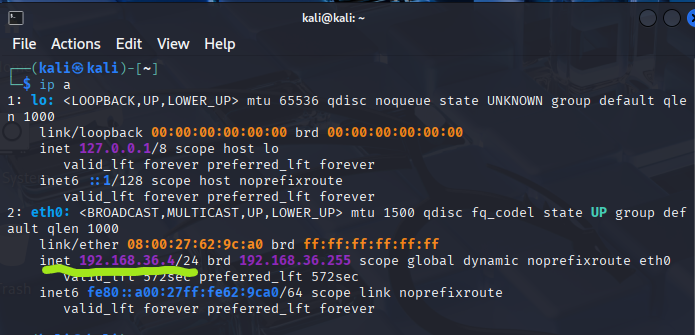 kali@kali: ~
File Actions Edit View Help
┌──(kali㉿kali)-[~]
└─$ ip a
1: lo: <LOOPBACK,UP,LOWER_UP> mtu 65536 qdisc noqueue state UNKNOWN group default qle
n 1000
link/loopback 00:00:00:00:00:00 brd 00:00:00:00:00:00
inet 127.0.0.1/8 scope host lo
valid_lft forever preferred_lft forever
inet6 ::1/128 scope host noprefixroute
valid_lft forever preferred_lft forever
2: eth0: <BROADCAST,MULTICAST,UP,LOWER_UP> mtu 1500 qdisc fq_codel state UP group def
ault qlen 1000
link/ether 08:00:27:62:9c:a0 brd ff:ff:ff:ff:ff:ff
inet 192.168.36.4/24 brd 192.168.36.255 scope global dynamic noprefixroute eth0
valid_lft 572sec preferred_lft 572sec
inet6 fe80::a00:27ff:fe62:9ca0/64 scope link noprefixroute
valid_lft forever preferred_lft forever